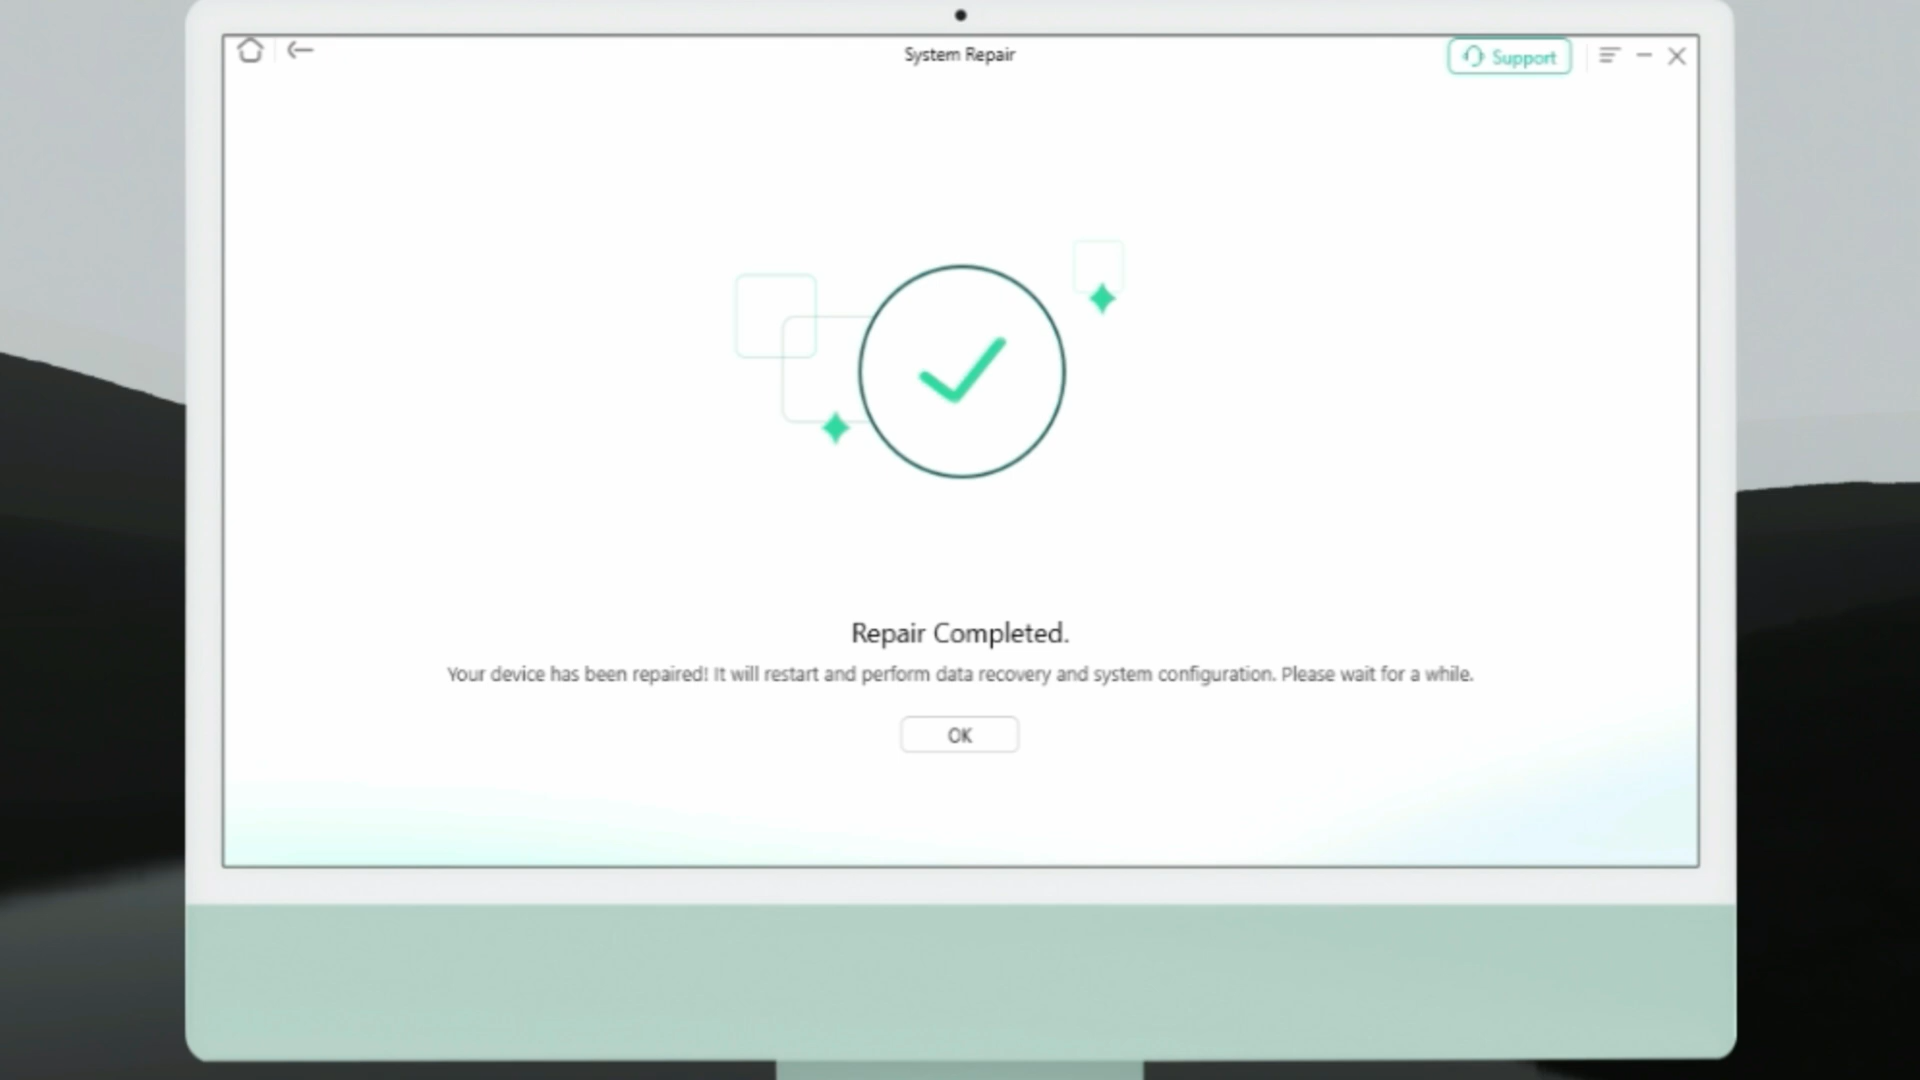 System Repair
Support
Repair Completed.
Your device has been repaired! It will restart and perform data recovery and system configuration. Please wait for a while.
OK